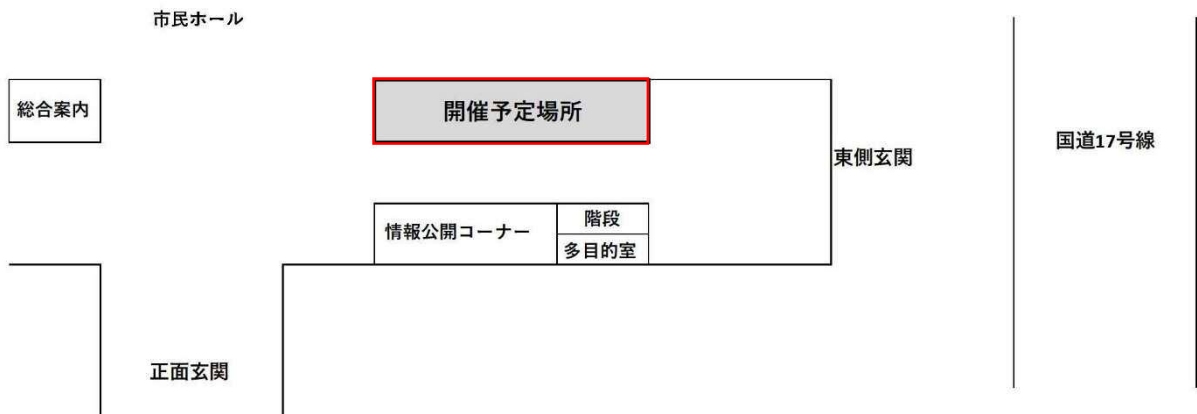 市民ホール
総合案内
開催予定場所
国道17号線
東側玄関
情報公開コーナー
階段
多目的室
正面玄関